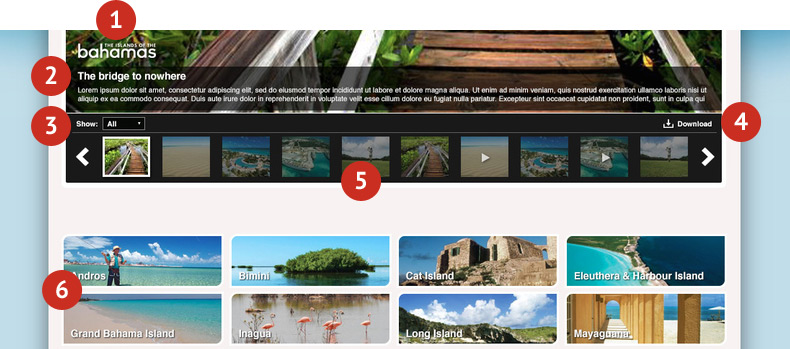 1
THE ISLANDS OF THE
bahamas
2
The bridge to nowhere
Lorem ipsum dolor sit amet, consectetur adipiscing elit, sed do eiusmod tempor incididunt ut labore et dolore magna aliqua. Ut enim ad minim veniam, quis nostrud exercitation ullamco laboris nisi ut
aliquip ex ea commodo consequat. Duis aute irure dolor in reprehenderit in voluptate velit esse cillum dolore eu fugiat nulla pariatur. Excepteur sint occaecat cupidatat non proident, sunt in culpa qui
3
Show: All
Download
4
5
Andros
Bimini
Cat Island
Eleuthera & Harbour Island
6
Grand Bahama Island
Inagua
Long Island
Mayaguana